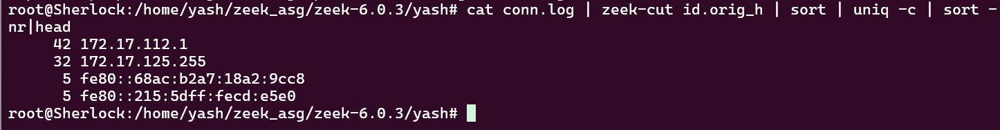 root@Sherlock:/home/yash/zeek_asg/zeek-6.0.3/yash# cat conn.log | zeek-cut id.orig_h | sort | uniq -c | sort -
nr|head
     42 172.17.112.1
     32 172.17.125.255
      5 fe80::68ac:b2a7:18a2:9cc8
      5 fe80::215:5dff:fecd:e5e0
root@Sherlock:/home/yash/zeek_asg/zeek-6.0.3/yash#